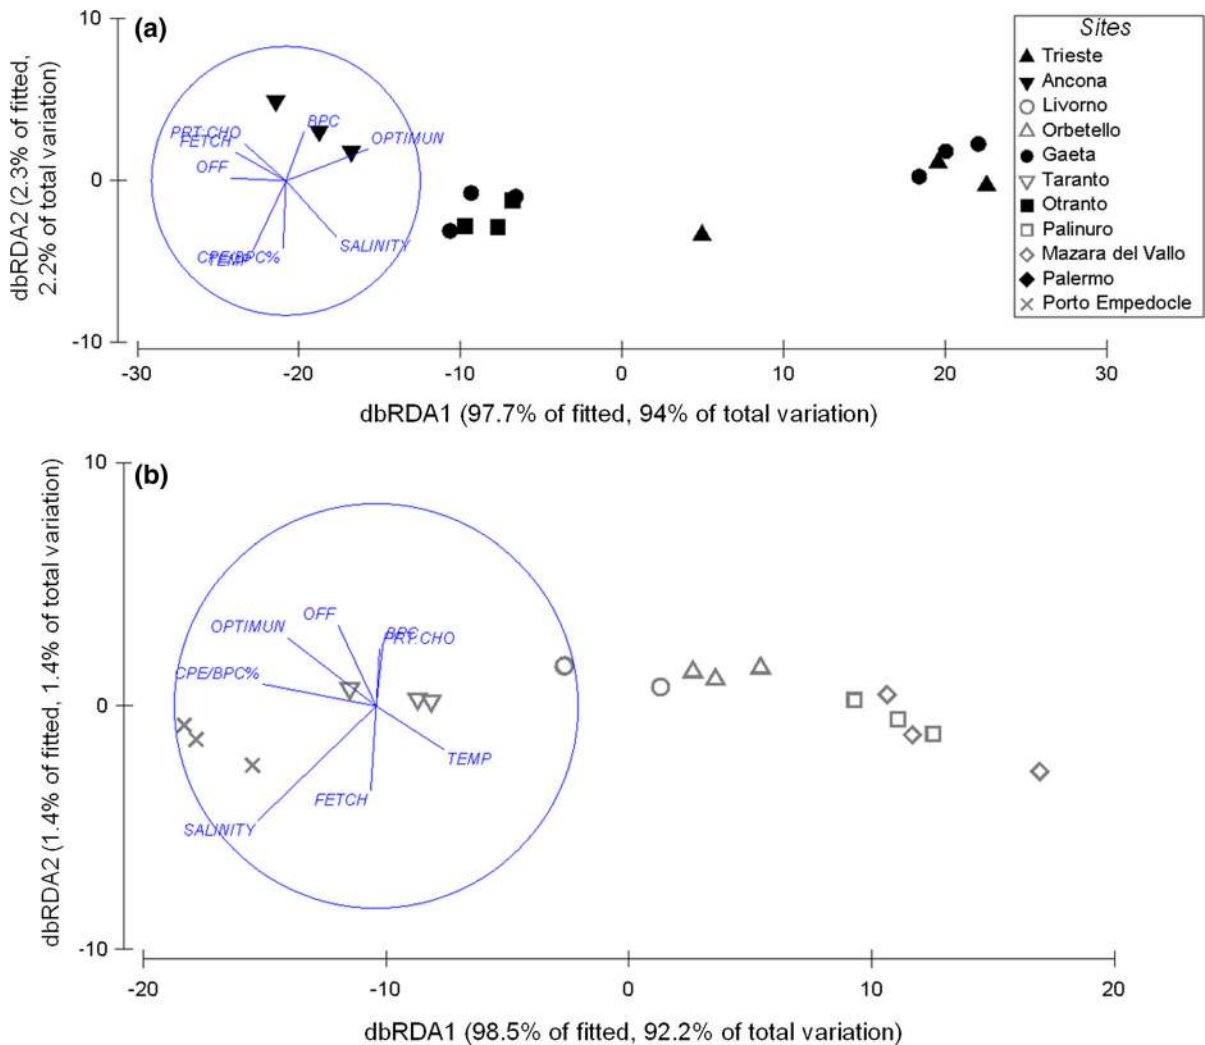 10
(a)
Sites
Trieste
Ancona
Livorno
Orbetello
Gaeta
Taranto
Otranto
Palinuro
Mazara del Vallo
Palermo
Porto Empedocle
dbRDA2 (2.3% of fitted,
2.2% of total variation)
BPC
PRT:CHO
OPTIMUN
FETCH
OFF
0
SALINITY
CPE/BPC%
TEMP
-10
-30
-20
-10
0
10
20
30
dbRDA1 (97.7% of fitted, 94% of total variation)
10
(b)
dbRDA2 (1.4% of fitted, 1.4% of total variation)
OFF
OPTIMUN
BPC
PRT:CHO
CPE/BPC%
0
TEMP
FETCH
SALINITY
-10
-20
-10
0
10
20
dbRDA1 (98.5% of fitted, 92.2% of total variation)